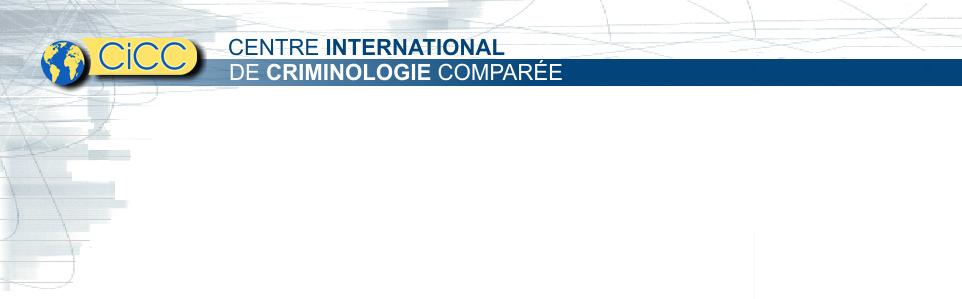 CiCC
CENTRE INTERNATIONAL
DE CRIMINOLOGIE COMPARÉE